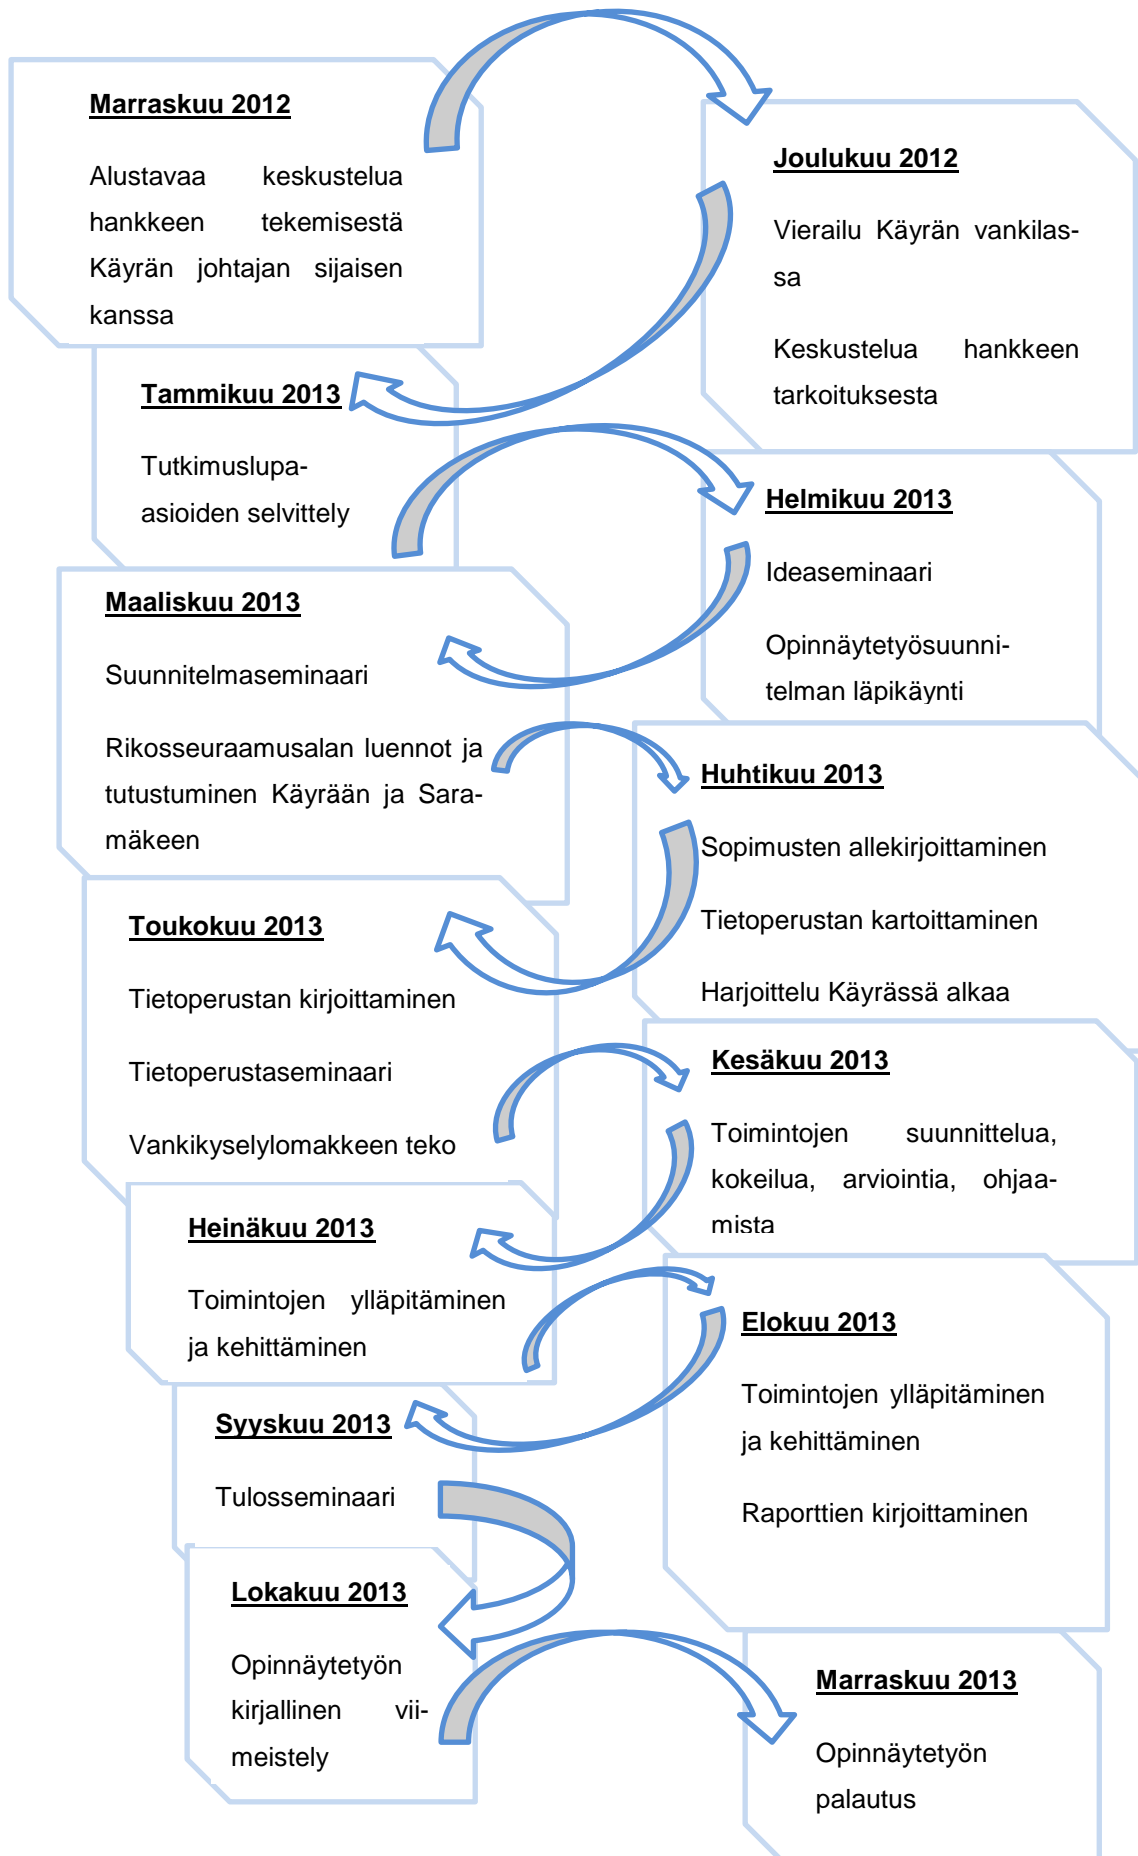 Marraskuu 2012
Alustavaa keskustelua
hankkeen tekemisestä
Käyrän johtajan sijaisen
kanssa
Joulukuu 2012
Vierailu Käyrän vankilas-
sa
Keskustelua hankkeen
tarkoituksesta
Tammikuu 2013
Tutkimuslupa-
asioiden selvittely
Helmikuu 2013
Ideaseminaari
Opinnäytetyösuunni-
telman läpikäynti
Maaliskuu 2013
Suunnitelmaseminaari
Rikosseuraamusalan luennot ja
tutustuminen Käyrään ja Sara-
mäkeen
Huhtikuu 2013
Sopimusten allekirjoittaminen
Tietoperustan kartoittaminen
Harjoittelu Käyrässä alkaa
Toukokuu 2013
Tietoperustan kirjoittaminen
Tietoperustaseminaari
Vankikyselylomakkeen teko
Kesäkuu 2013
Toimintojen suunnittelua,
kokeilua, arviointia, ohjaa-
mista
Heinäkuu 2013
Toimintojen ylläpitäminen
ja kehittäminen
Elokuu 2013
Toimintojen ylläpitäminen
ja kehittäminen
Raporttien kirjoittaminen
Syyskuu 2013
Tulosseminaari
Lokakuu 2013
Opinnäytetyön
kirjallinen vii-
meistely
Marraskuu 2013
Opinnäytetyön
palautus